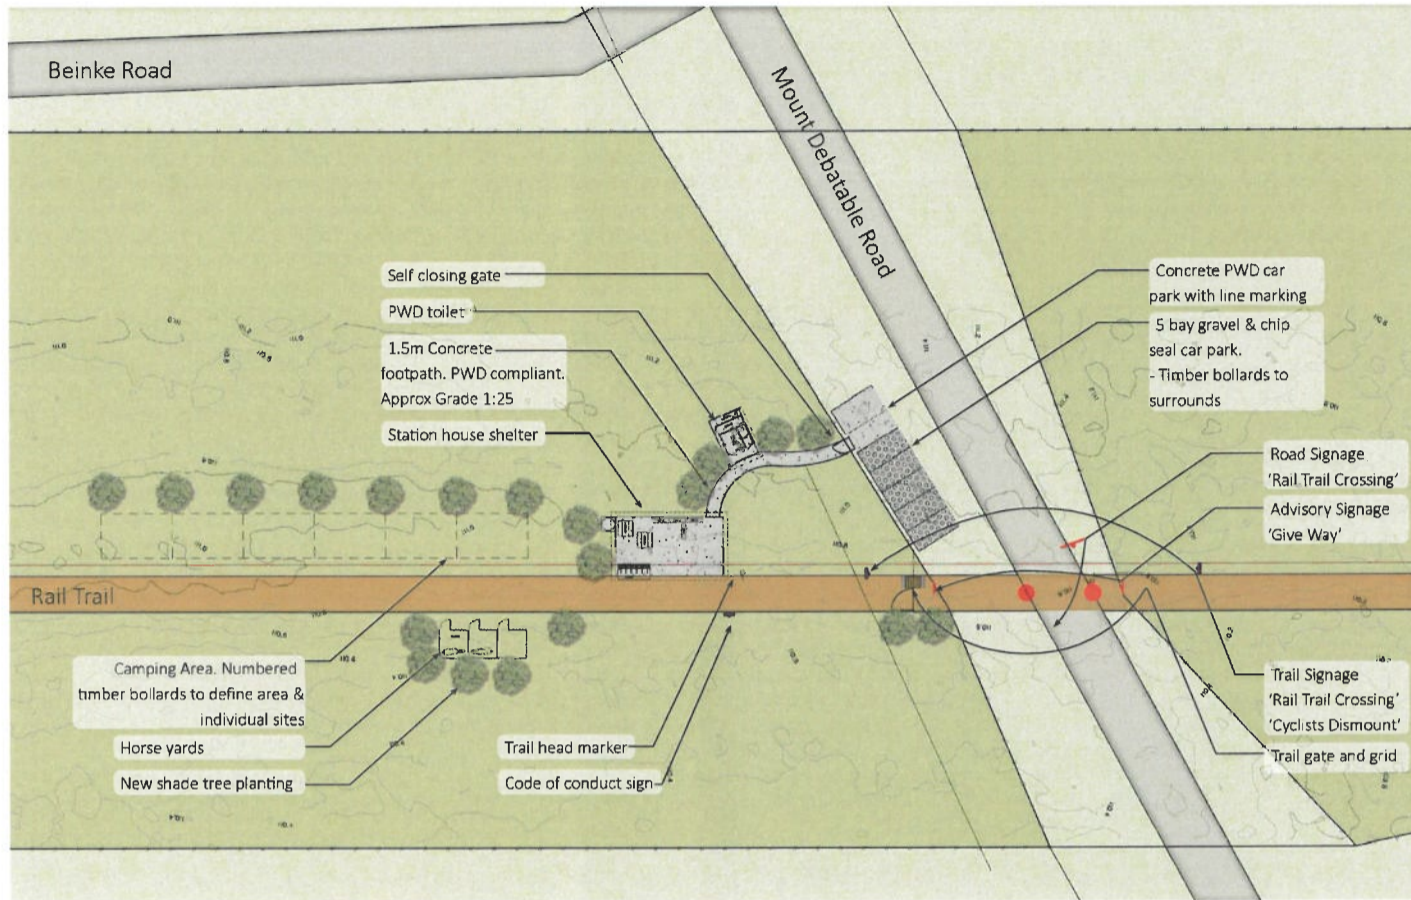 Beinke Road
Mount Debatable Road
Self closing gate
PWD toilet
1.5m Concrete
footpath. PWD compliant.
Approx Grade 1:25
Station house shelter
Concrete PWD car
park with line marking
5 bay gravel & chip
seal car park.
- Timber bollards to
surrounds
Road Signage
'Rail Trail Crossing'
Advisory Signage
'Give Way'
Rail Trail
Camping Area. Numbered
timber bollards to define area &
individual sites
Horse yards
New shade tree planting
Trail head marker
Code of conduct sign
Trail Signage
'Rail Trail Crossing'
'Cyclists Dismount'
Trail gate and grid